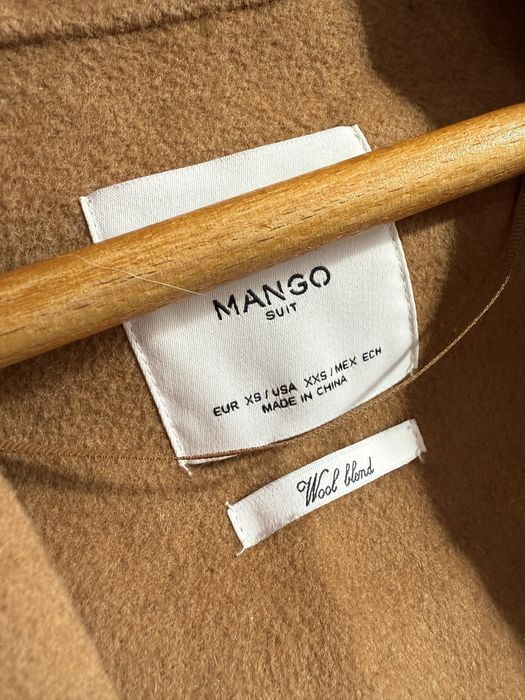 MANGO
SUIT
EUR XS / USA XXS / MEX ECH
MADE IN CHINA
Wool blend